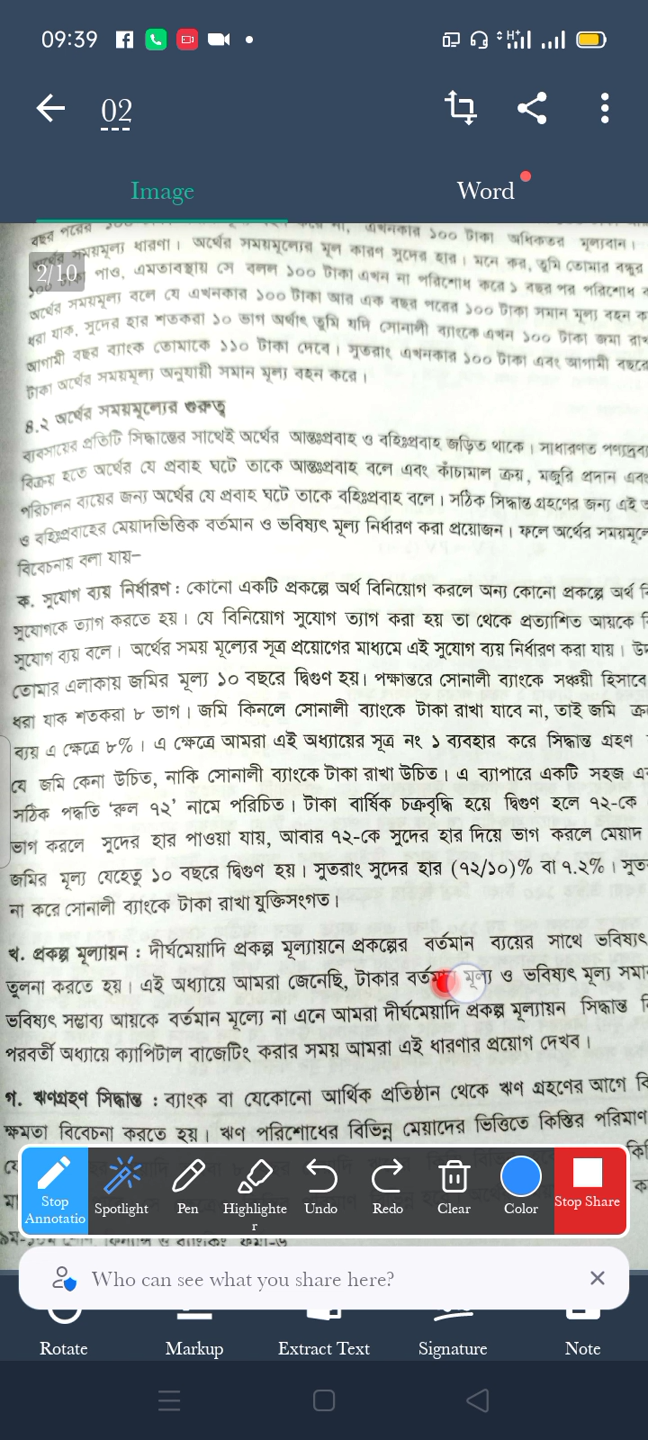 09:39
H+
02
Image
Word
2/10
বছর পরের ১০০ টাকা এখনকার ১০০ টাকা অধিকতর মূল্যবান।
সময়মূল্য ধারণা। অর্থের সময়মূল্যের মূল কারণ সুদের হার। মনে কর, তুমি তোমার বন্ধুর
১০০ পাও, এমতাবস্থায় সে বলল ১০০ টাকা এখন না পরিশোধ করে ১ বছর পর পরিশোধ
অর্থের সময়মূল্য বলে যে এখনকার ১০০ টাকা আর এক বছর পরের ১০০ টাকা সমান মূল্য বহন
ধরা যাক, সুদের হার শতকরা ১০ ভাগ অর্থাৎ তুমি যদি সোনালী ব্যাংকে এখন ১০০ টাকা জমা
আগামী বছর ব্যাংক তোমাকে ১১০ টাকা দেবে। সুতরাং এখনকার ১০০ টাকা এবং আগামী বছরে
টাকা অর্থের সময়মূল্য অনুযায়ী সমান মূল্য বহন করে।
৪.২ অর্থের সময়মূল্যের গুরুত্ব
ব্যবসায়ের প্রতিটি সিদ্ধান্তের সাথেই অর্থের আন্তঃপ্রবাহ ও বহিঃপ্রবাহ জড়িত থাকে। সাধারণত পণ্যদ্রব্য
বিক্রয় হতে অর্থের যে প্রবাহ ঘটে তাকে আন্তঃপ্রবাহ বলে এবং কাঁচামাল ক্রয়, মজুরি প্রদান এবং
পরিচালন ব্যয়ের জন্য অর্থের যে প্রবাহ ঘটে তাকে বহিঃপ্রবাহ বলে। সঠিক সিদ্ধান্ত গ্রহণের জন্য এই
ও বহিঃপ্রবাহের মেয়াদভিত্তিক বর্তমান ও ভবিষ্যৎ মূল্য নির্ধারণ করা প্রয়োজন। ফলে অর্থের সময়মূল্যে
বিবেচনায় বলা যায়–
ক. সুযোগ ব্যয় নির্ধারণ : কোনো একটি প্রকল্পে অর্থ বিনিয়োগ করলে অন্য কোনো প্রকল্পে অর্থ
সুযোগকে ত্যাগ করতে হয়। যে বিনিয়োগ সুযোগ ত্যাগ করা হয় তা থেকে প্রত্যাশিত আয়কে
সুযোগ ব্যয় বলে। অর্থের সময় মূল্যের সূত্র প্রয়োগের মাধ্যমে এই সুযোগ ব্যয় নির্ধারণ করা যায়।
তোমার এলাকায় জমির মূল্য ১০ বছরে দ্বিগুণ হয়। পক্ষান্তরে সোনালী ব্যাংকে সঞ্চয়ী হিসাবে
ধরা যাক শতকরা ৮ ভাগ। জমি কিনলে সোনালী ব্যাংকে টাকা রাখা যাবে না, তাই জমি
ব্যয় এ ক্ষেত্রে ৮%। এ ক্ষেত্রে আমরা এই অধ্যায়ের সূত্র নং ১ ব্যবহার করে সিদ্ধান্ত গ্রহণ
যে জমি কেনা উচিত, নাকি সোনালী ব্যাংকে টাকা রাখা উচিত। এ ব্যাপারে একটি সহজ
সঠিক পদ্ধতি ‘রুল ৭২’ নামে পরিচিত। টাকা বার্ষিক চক্রবৃদ্ধি হয়ে দ্বিগুণ হলে ৭২-কে
ভাগ করলে সুদের হার পাওয়া যায়, আবার ৭২-কে সুদের হার দিয়ে ভাগ করলে মেয়াদ
জমির মূল্য যেহেতু ১০ বছরে দ্বিগুণ হয়। সুতরাং সুদের হার (৭২/১০)% বা ৭.২%।
না করে সোনালী ব্যাংকে টাকা রাখা যুক্তিসংগত।
খ. প্রকল্প মূল্যায়ন : দীর্ঘমেয়াদি প্রকল্প মূল্যায়নে প্রকল্পের বর্তমান ব্যয়ের সাথে ভবিষ্যৎ
তুলনা করতে হয়। এই অধ্যায়ে আমরা জেনেছি, টাকার বর্তমান মূল্য ও ভবিষ্যৎ মূল্য
ভবিষ্যৎ সম্ভাব্য আয়কে বর্তমান মূল্যে না এনে আমরা দীর্ঘমেয়াদি প্রকল্প মূল্যায়ন সিদ্ধান্ত
পরবর্তী অধ্যায়ে ক্যাপিটাল বাজেটিং করার সময় আমরা এই ধারণার প্রয়োগ দেখব।
গ. ঋণগ্রহণ সিদ্ধান্ত : ব্যাংক বা যেকোনো আর্থিক প্রতিষ্ঠান থেকে ঋণ গ্রহণের আগে
ক্ষমতা বিবেচনা করতে হয়। ঋণ পরিশোধের বিভিন্ন মেয়াদের ভিত্তিতে কিস্তির পরিমাণ
Stop Annotatio
Spotlight
Pen
Highlighter
Undo
Redo
Clear
Color
Stop Share
Who can see what you share here?
Rotate
Markup
Extract Text
Signature
Note